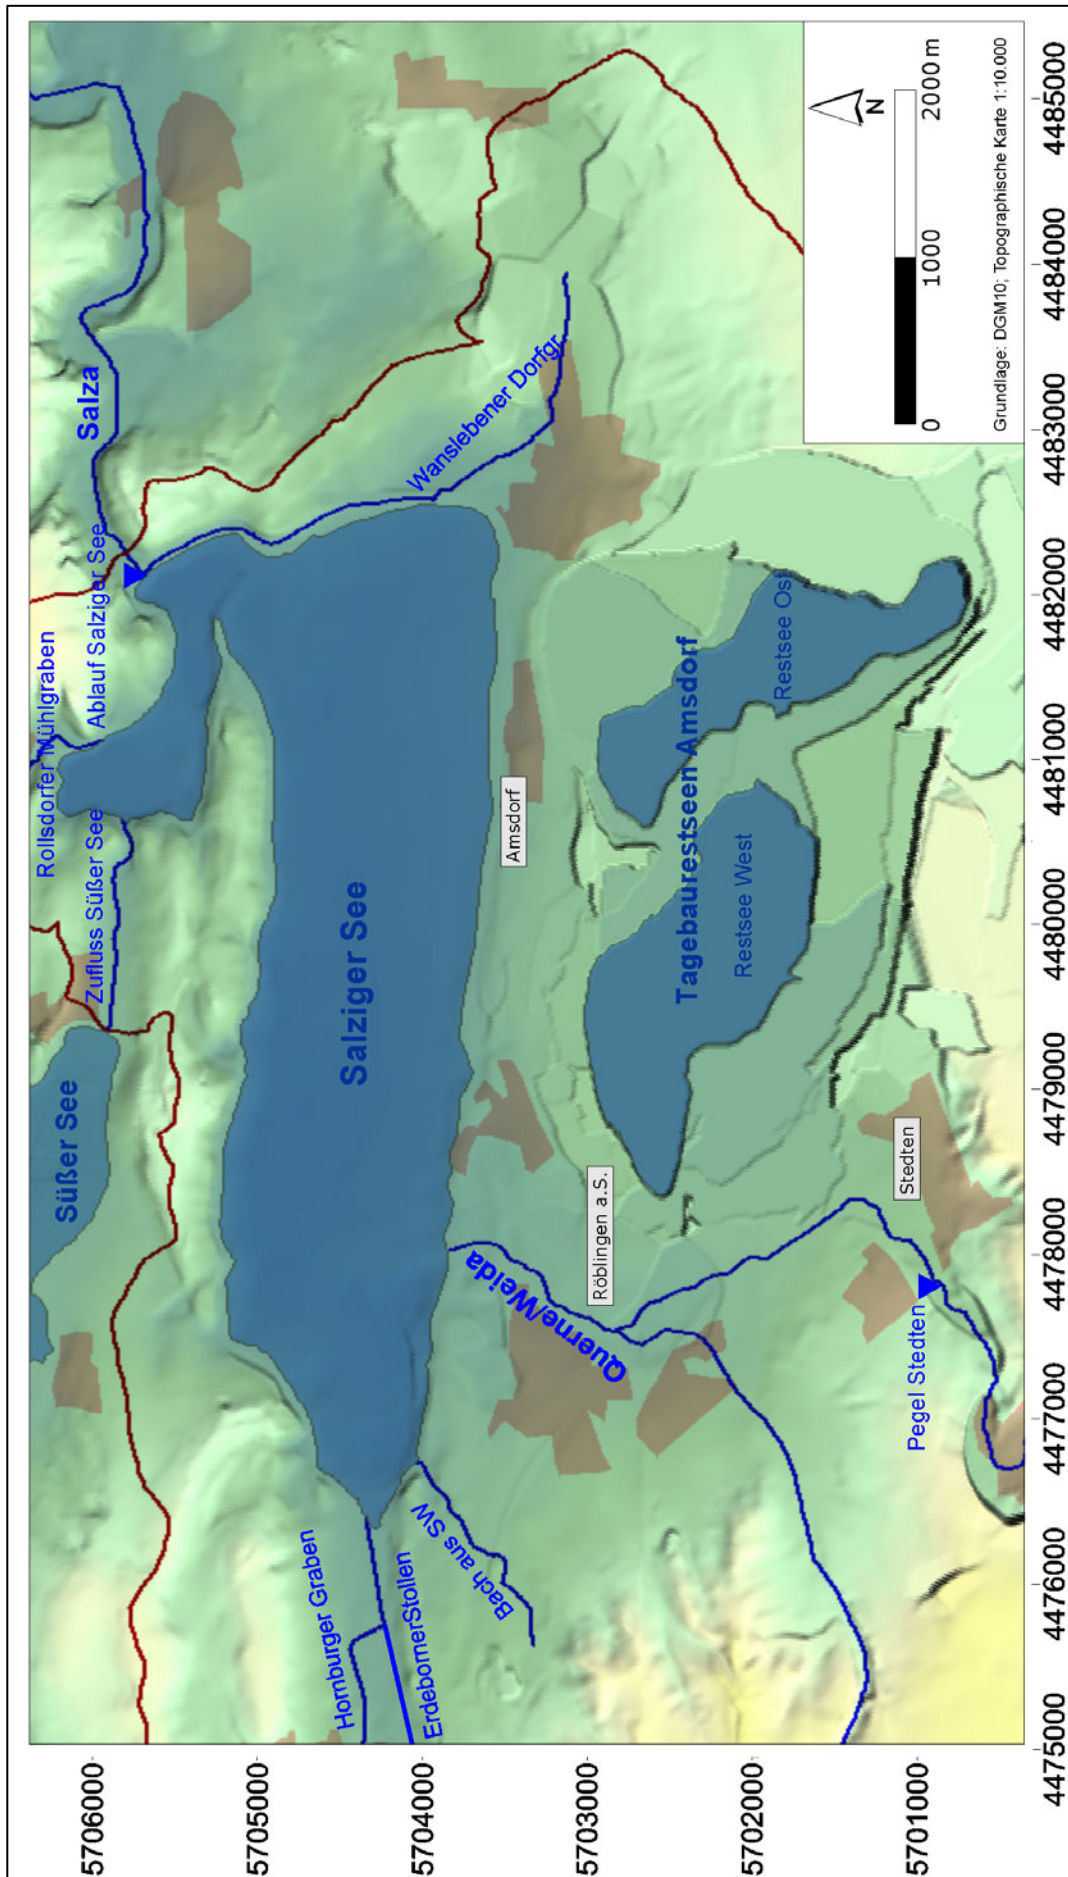 Rollsdorfer Mühlgraben
Süßer See
Zufluss Süßer See
Ablauf Salziger See
Salza
Hornburger Graben
ErdebornerStollen
Bach aus SW
Salziger See
Wanslebener Dorfgr.
Querne/Weida
Amsdorf
Röblingen a.S.
Tagebaurestseen Amsdorf
Restsee West
Restsee Ost
Stedten
Pegel Stedten
N
0
1000
2000 m
Grundlage: DGM10; Topographische Karte 1:10.000
5706000
5705000
5704000
5703000
5702000
5701000
4475000
4476000
4477000
4478000
4479000
4480000
4481000
4482000
4483000
4484000
4485000